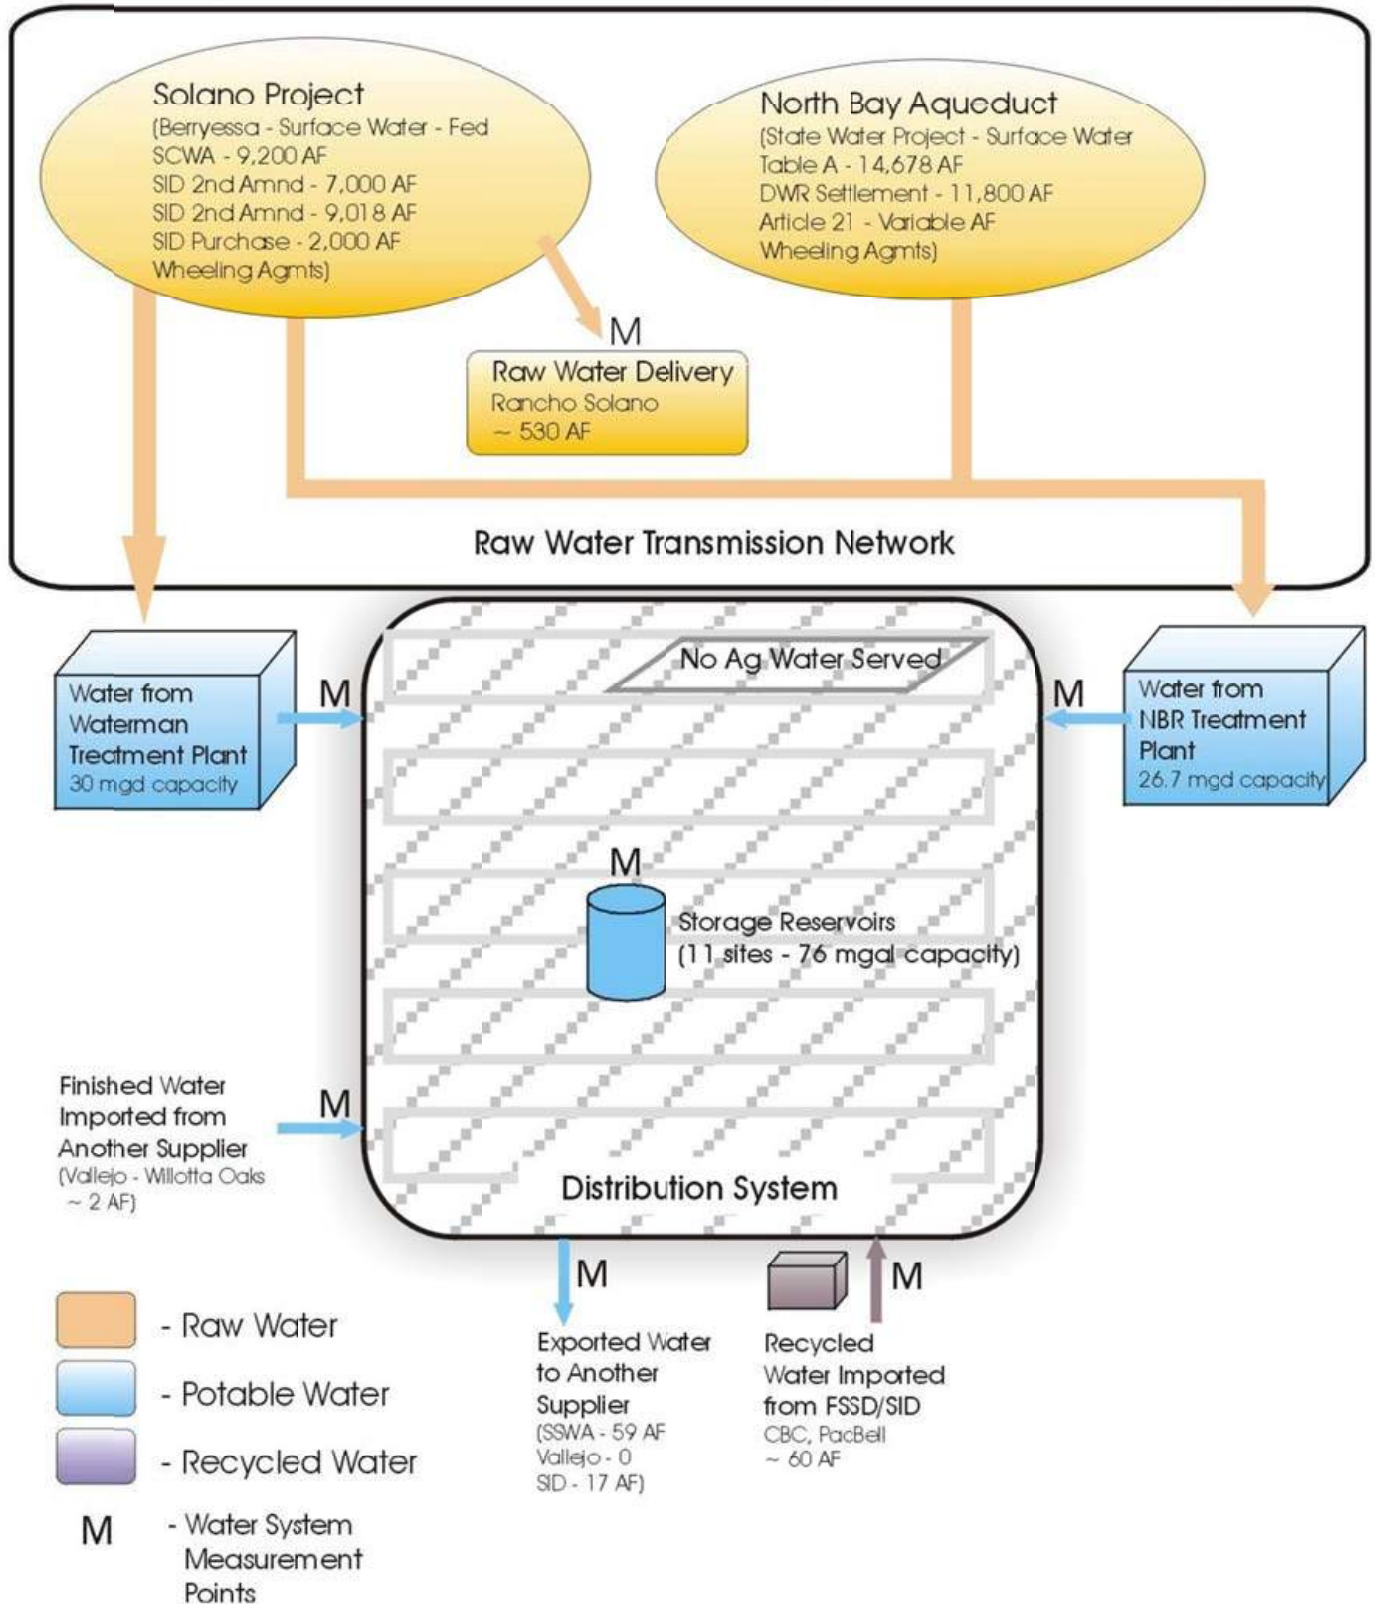 Solano Project
(Berryessa - Surface Water - Fed
SCWA - 9,200 AF
SID 2nd Amnd - 7,000 AF
SID 2nd Amnd - 9,018 AF
SID Purchase - 2,000 AF
Wheeling Agmts)
North Bay Aqueduct
(State Water Project - Surface Water
Table A - 14,678 AF
DWR Settlement - 11,800 AF
Article 21 - Variable AF
Wheeling Agmts)
M
Raw Water Delivery
Rancho Solano
~ 530 AF
Raw Water Transmission Network
Water from
Waterman
Treatment Plant
30 mgd capacity
M
No Ag Water Served
M
Water from
NBR Treatment
Plant
26.7 mgd capacity
M
Storage Reservoirs
(11 sites - 76 mgal capacity)
Finished Water
Imported from
Another Supplier
(Vallejo - Willotta Oaks
~ 2 AF)
M
Distribution System
M
Exported Water
to Another
Supplier
(SSWA - 59 AF
Vallejo - 0
SID - 17 AF)
M
Recycled
Water Imported
from FSSD/SID
CBC, PacBell
~ 60 AF
- Raw Water
- Potable Water
- Recycled Water
M - Water System
Measurement
Points